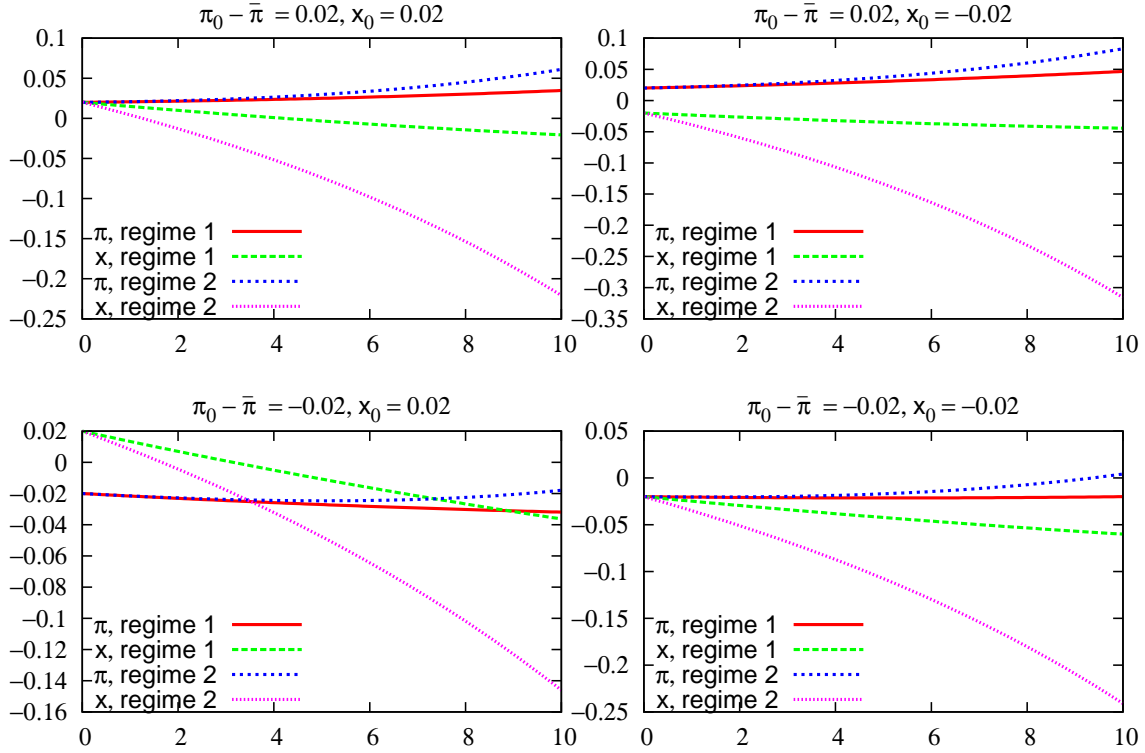 π₀ − π̄ = 0.02, x₀ = 0.02
0.1
0.05
0
−0.05
−0.1
−0.15
−0.2
−0.25
π, regime 1
x, regime 1
π, regime 2
x, regime 2
0 2 4 6 8 10
π₀ − π̄ = 0.02, x₀ = −0.02
0.1
0.05
0
−0.05
−0.1
−0.15
−0.2
−0.25
−0.3
−0.35
π, regime 1
x, regime 1
π, regime 2
x, regime 2
0 2 4 6 8 10
π₀ − π̄ = −0.02, x₀ = 0.02
0.02
0
−0.02
−0.04
−0.06
−0.08
−0.1
−0.12
−0.14
−0.16
π, regime 1
x, regime 1
π, regime 2
x, regime 2
0 2 4 6 8 10
π₀ − π̄ = −0.02, x₀ = −0.02
0.05
0
−0.05
−0.1
−0.15
−0.2
−0.25
π, regime 1
x, regime 1
π, regime 2
x, regime 2
0 2 4 6 8 10